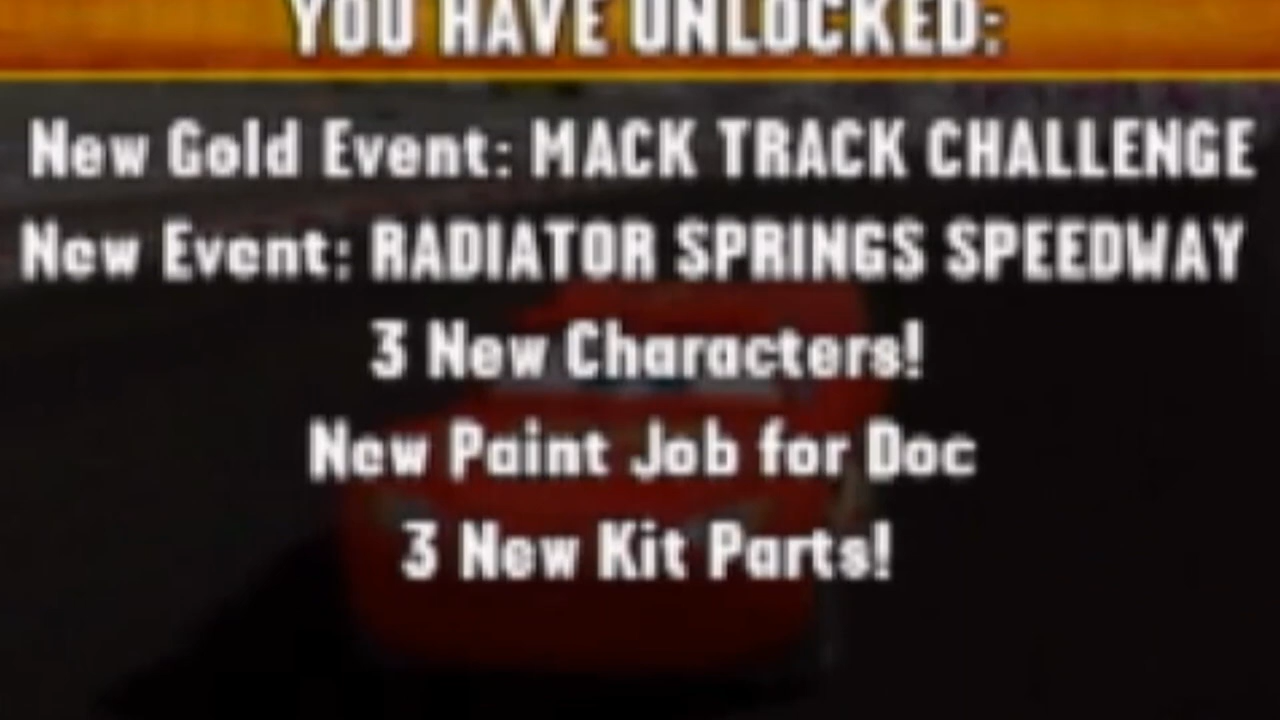 YOU HAVE UNLOCKED:
New Gold Event: MACK TRACK CHALLENGE
New Event: RADIATOR SPRINGS SPEEDWAY
3 New Characters!
New Paint Job for Doc
3 New Kit Parts!